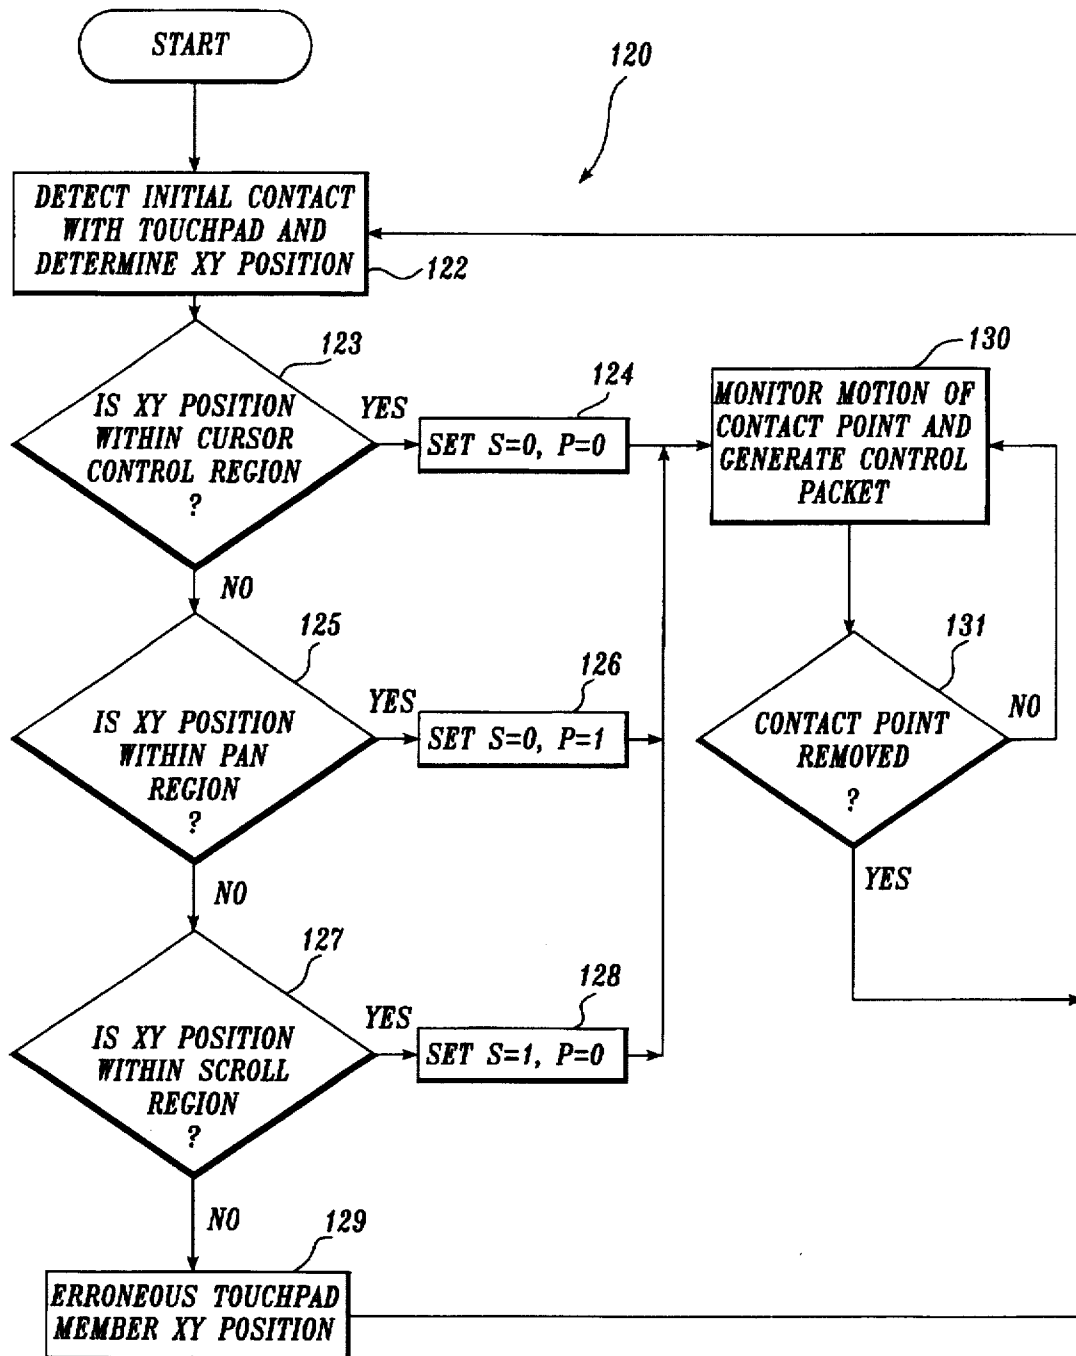 START
120
DETECT INITIAL CONTACT
WITH TOUCHPAD AND
DETERMINE XY POSITION
122
123
IS XY POSITION
WITHIN CURSOR
CONTROL REGION
?
YES
124
SET S=0, P=0
130
MONITOR MOTION OF
CONTACT POINT AND
GENERATE CONTROL
PACKET
NO
125
IS XY POSITION
WITHIN PAN
REGION
?
YES
126
SET S=0, P=1
131
CONTACT POINT
REMOVED
?
NO
YES
NO
127
IS XY POSITION
WITHIN SCROLL
REGION
?
YES
128
SET S=1, P=0
NO
129
ERRONEOUS TOUCHPAD
MEMBER XY POSITION